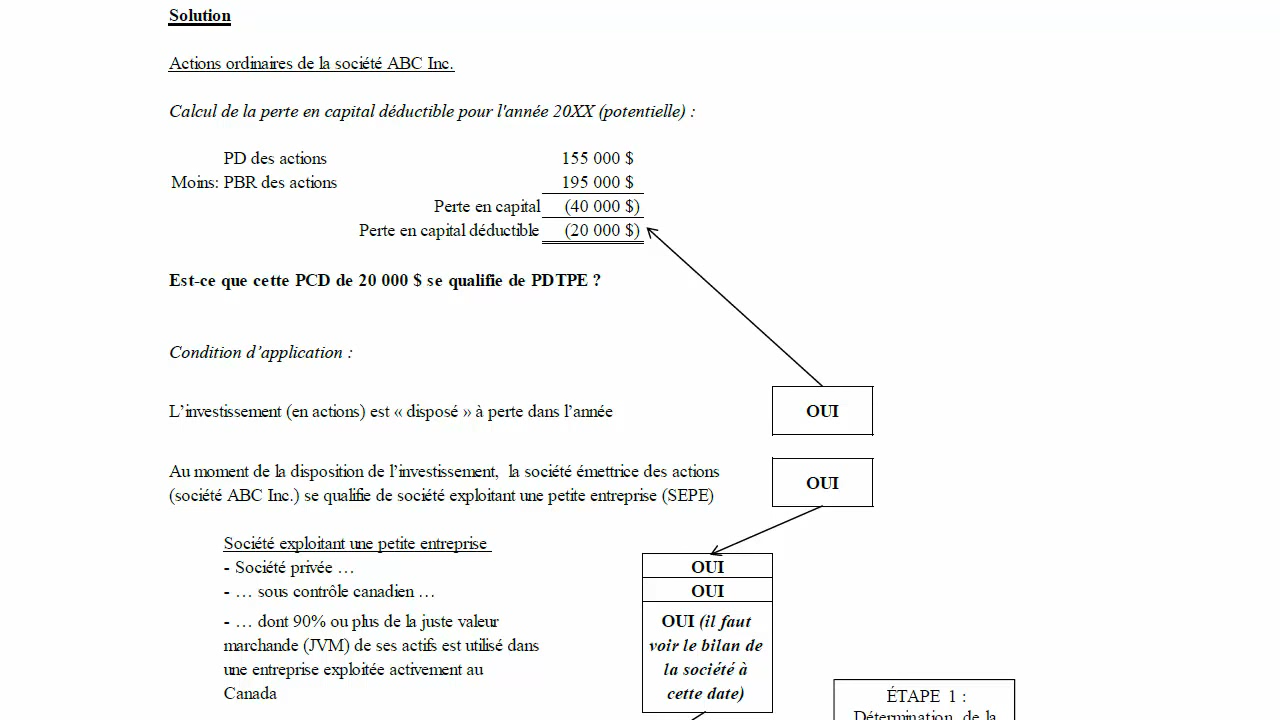 Solution
Actions ordinaires de la société ABC Inc.
Calcul de la perte en capital déductible pour l'année 20XX (potentielle) :
PD des actions 155 000 $
Moins: PBR des actions 195 000 $
Perte en capital (40 000 $)
Perte en capital déductible (20 000 $)
Est-ce que cette PCD de 20 000 $ se qualifie de PDTPE ?
Condition d’application :
L’investissement (en actions) est « disposé » à perte dans l’année
OUI
Au moment de la disposition de l’investissement, la société émettrice des actions
(société ABC Inc.) se qualifie de société exploitant une petite entreprise (SEPE)
OUI
Société exploitant une petite entreprise
- Société privée …
OUI
- … sous contrôle canadien …
OUI
- … dont 90% ou plus de la juste valeur
marchande (JVM) de ses actifs est utilisé dans
une entreprise exploitée activement au
Canada
OUI (il faut
voir le bilan de
la société à
cette date)
ÉTAPE 1 :
Détermination de la